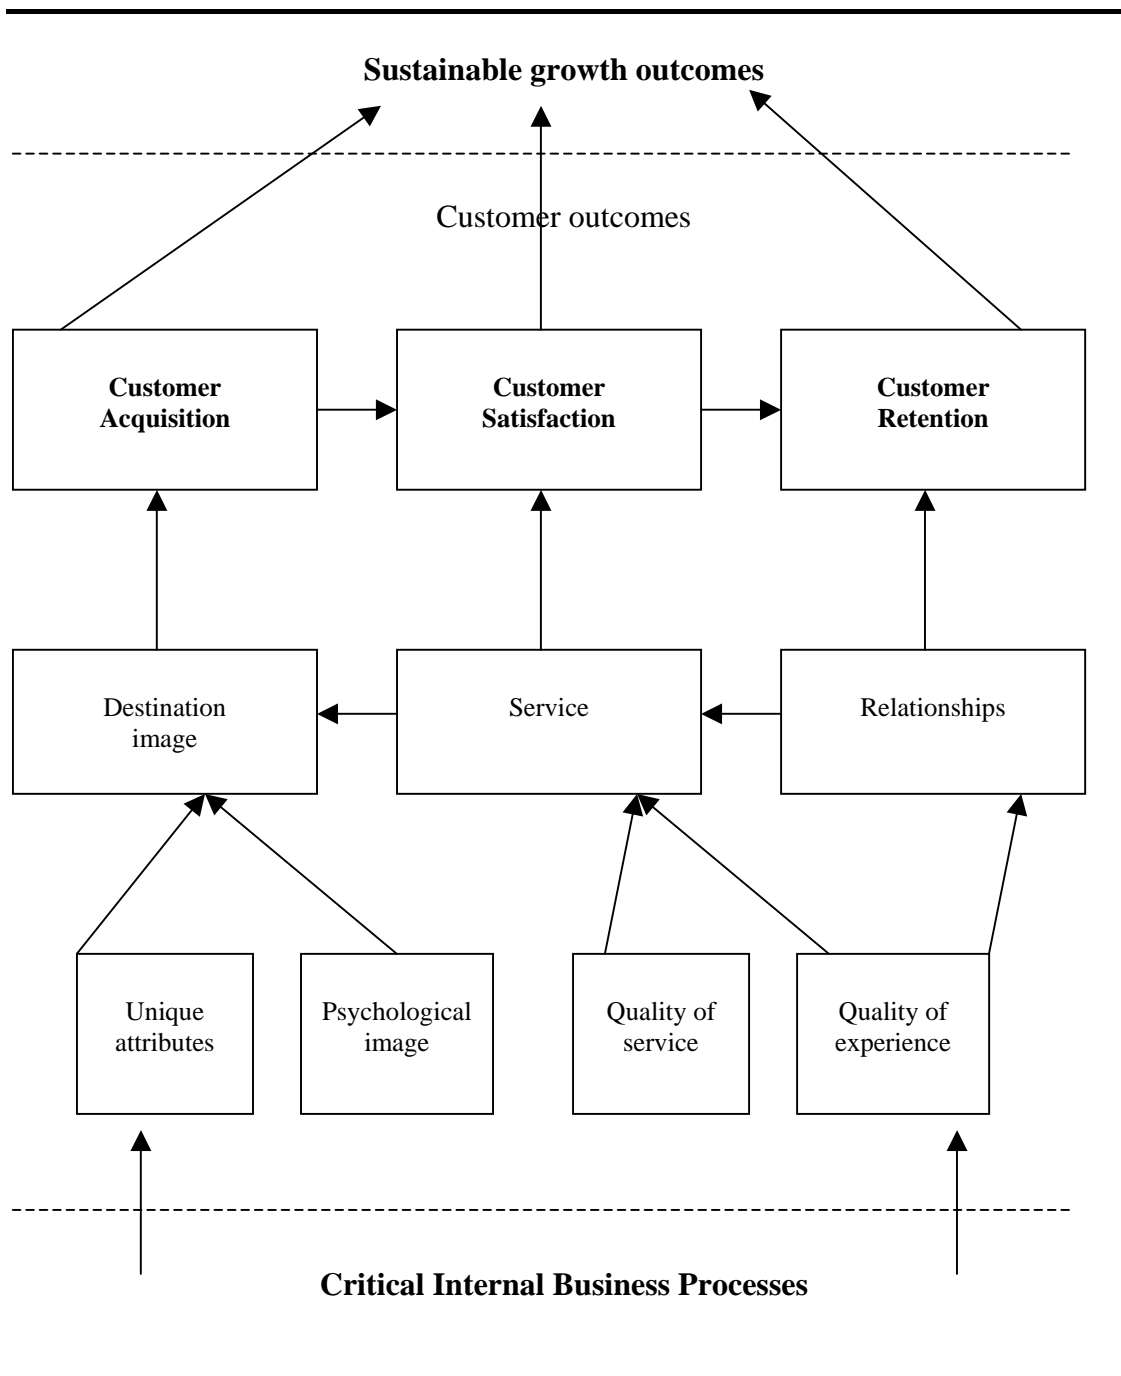 Sustainable growth outcomes
Customer outcomes
Customer
Acquisition
Customer
Satisfaction
Customer
Retention
Destination
image
Service
Relationships
Unique
attributes
Psychological
image
Quality of
service
Quality of
experience
Critical Internal Business Processes